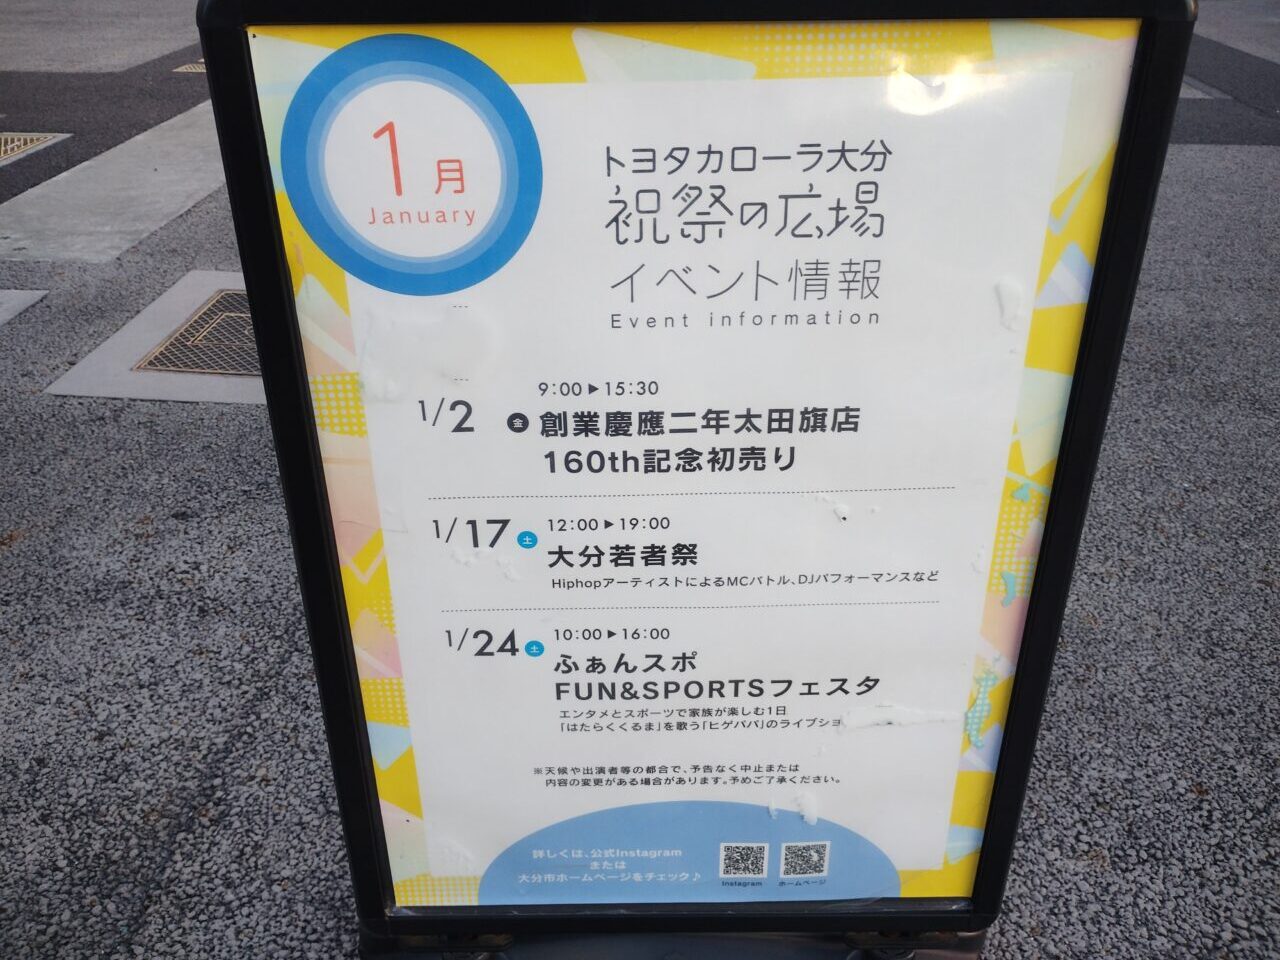 1月
January
トヨタカローラ大分
祝祭の広場
イベント情報
Event information
1/2 金
9:00▶15:30
創業慶應二年太田旗店
160th記念初売り
1/17 土
12:00▶19:00
大分若者祭
HiphopアーティストによるMCバトル、DJパフォーマンスなど
1/24 土
10:00▶16:00
ふぁんスポ
FUN&SPORTSフェスタ
エンタメとスポーツで家族が楽しむ1日
「はたらくくるま」を歌う「ヒゲパパ」のライブショ
※天候や出演者等の都合で、予告なく中止または
内容の変更がある場合があります。予めご了承ください。
詳しくは、公式Instagram
または
大分市ホームページをチェック♪
Instagram
ホームページ